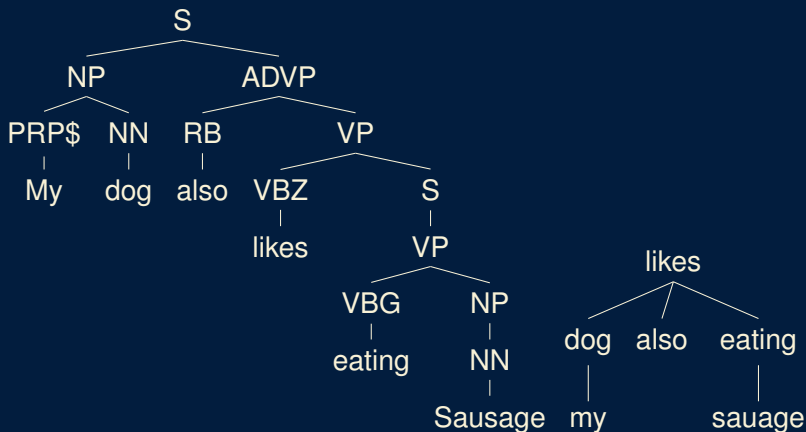 S
NP ADVP
PRP$ NN RB VP
My dog also VBZ S
likes VP
likes
VBG NP
dog also eating
eating NN
Sausage my sauage